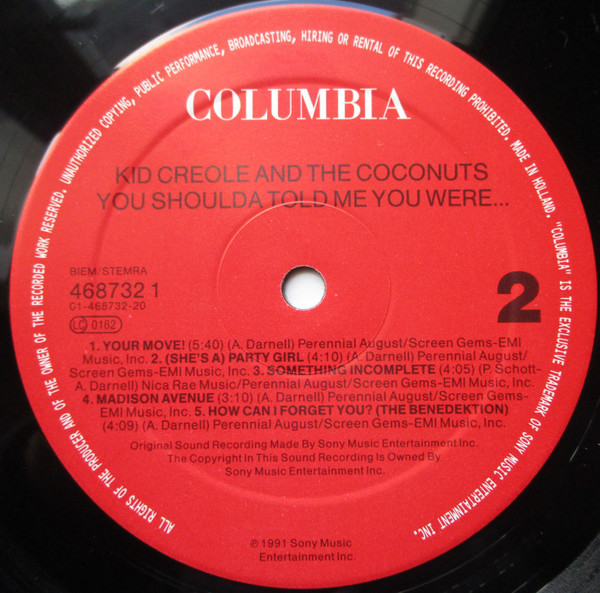 ALL RIGHTS OF THE PRODUCER AND OF THE OWNER OF THE RECORDED WORK RESERVED. UNAUTHORIZED COPYING, PUBLIC PERFORMANCE, BROADCASTING, HIRING OR RENTAL OF THIS RECORDING PROHIBITED. MADE IN HOLLAND. "COLUMBIA" IS THE EXCLUSIVE TRADEMARK OF SONY MUSIC ENTERTAINMENT INC.
COLUMBIA
KID CREOLE AND THE COCONUTS
YOU SHOULDA TOLD ME YOU WERE...
BIEM/STEMRA
468732 1
C1-468732-20
LC 0162
2
1. YOUR MOVE! (5:40) (A. Darnell) Perennial August/Screen Gems-EMI
Music, Inc. 2. (SHE'S A) PARTY GIRL (4:10) (A. Darnell) Perennial August/
Screen Gems-EMI Music, Inc. 3. SOMETHING INCOMPLETE (4:05) (P. Schott-
A. Darnell) Nica Rae Music/Perennial August/Screen Gems-EMI Music, Inc.
4. MADISON AVENUE (3:10) (A. Darnell) Perennial August/Screen Gems-
EMI Music, Inc. 5. HOW CAN I FORGET YOU? (THE BENEDEKTION)
(4:09) (A. Darnell) Perennial August/Screen Gems-EMI Music, Inc.
Original Sound Recording Made By Sony Music Entertainment Inc.
The Copyright In This Sound Recording Is Owned By
Sony Music Entertainment Inc.
℗ 1991 Sony Music
Entertainment Inc.